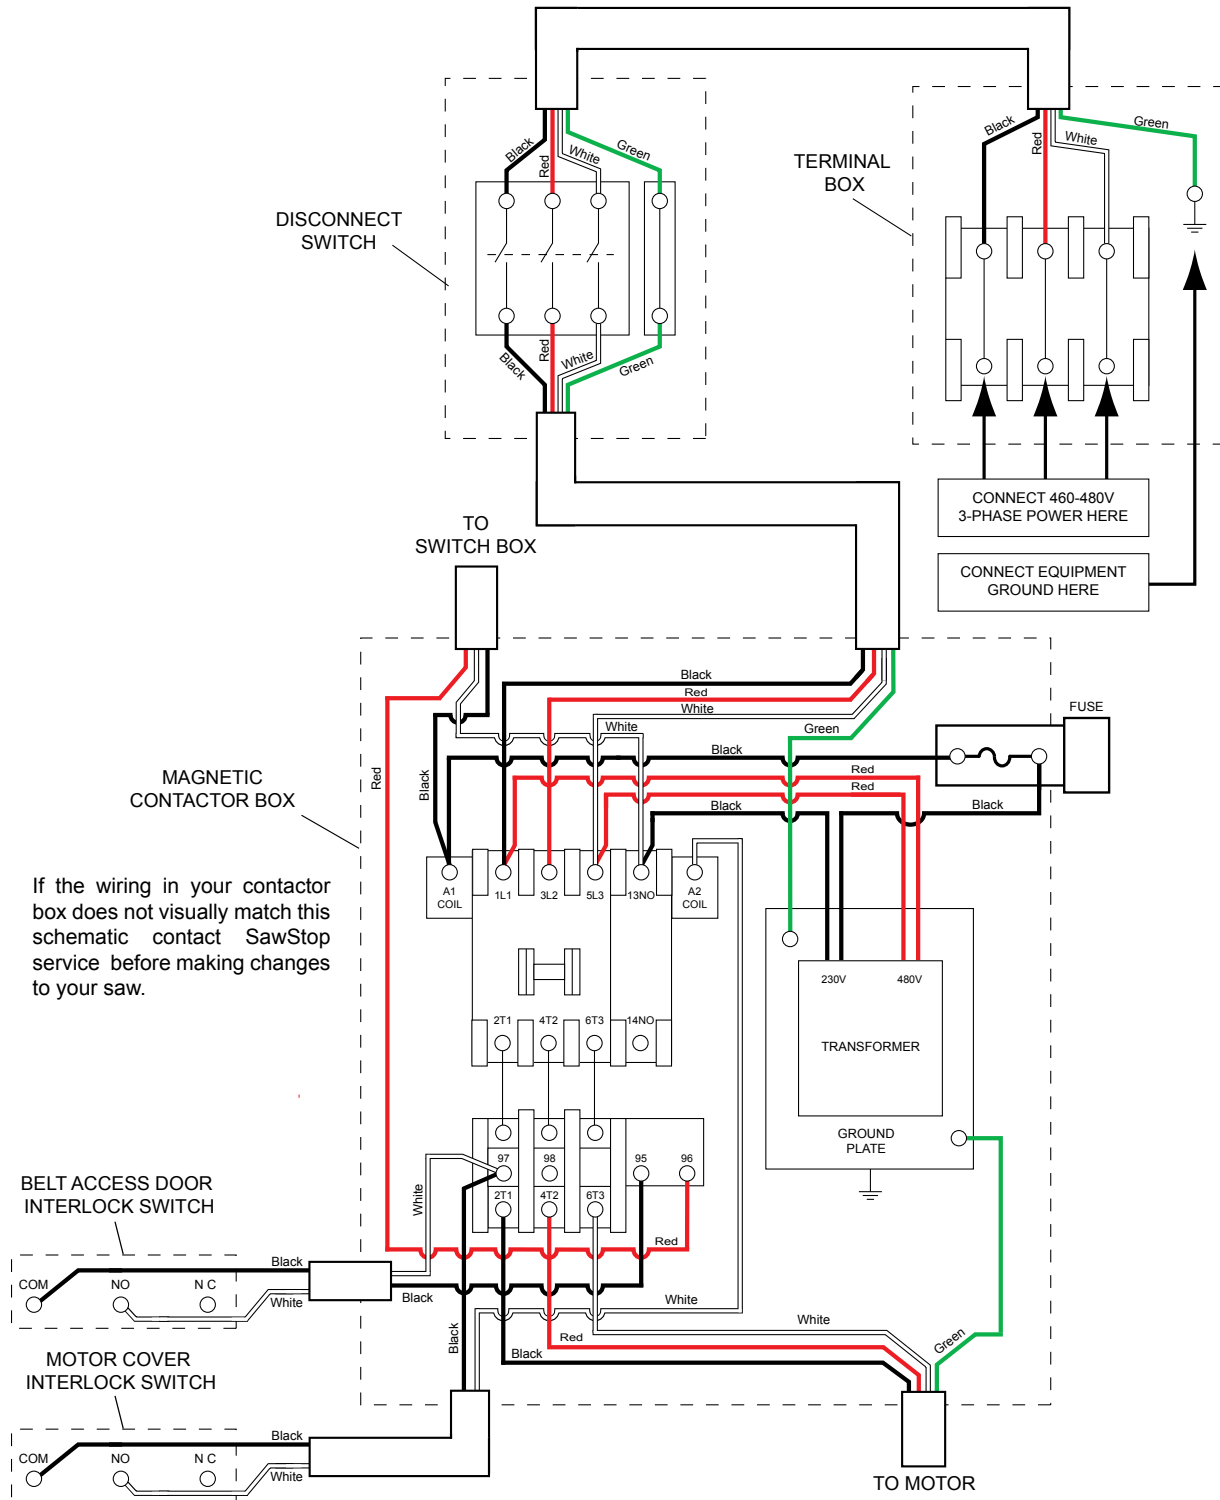 Black
Red
White
Green
DISCONNECT
SWITCH
Black
Red
White
Green
TERMINAL
BOX
Black
Red
White
Green
CONNECT 460-480V
3-PHASE POWER HERE
CONNECT EQUIPMENT
GROUND HERE
TO
SWITCH BOX
MAGNETIC
CONTACTOR BOX
If the wiring in your contactor
box does not visually match this
schematic contact SawStop
service before making changes
to your saw.
Black
Red
White
White
Green
FUSE
Red
Black
Black
Red
Red
Black
Black
A1
COIL
1L1
3L2
5L3
13NO
A2
COIL
2T1
4T2
6T3
14NO
230V
480V
TRANSFORMER
GROUND
PLATE
97
98
95
96
2T1
4T2
6T3
White
Red
BELT ACCESS DOOR
INTERLOCK SWITCH
COM
NO
N C
Black
White
Black
White
Black
White
Red
Black
Green
MOTOR COVER
INTERLOCK SWITCH
COM
NO
N C
Black
White
TO MOTOR